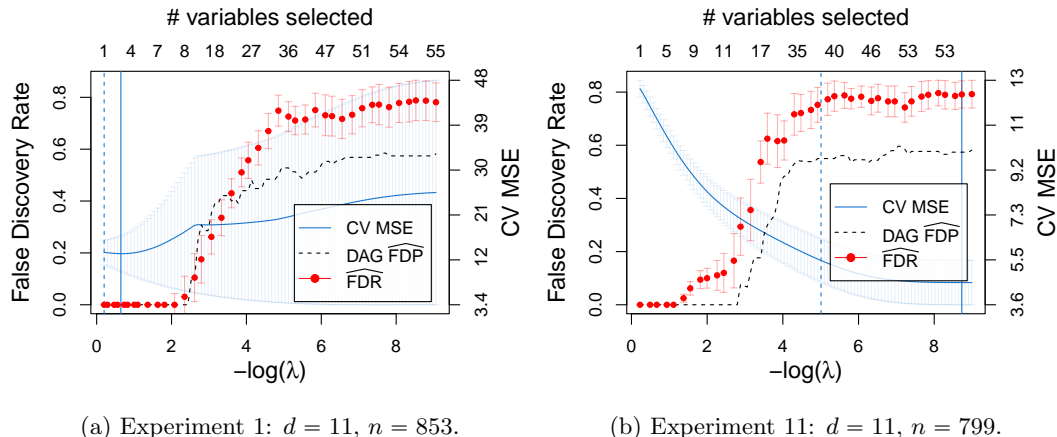 # variables selected
1 4 7 8 18 27 36 47 51 54 55
False Discovery Rate
0.8
0.6
0.4
0.2
0.0
48
39
30
21
12
3.4
CV MSE
CV MSE
DAG \widehat{FDP}
\widehat{FDR}
0 2 4 6 8
−log(λ)
(a) Experiment 1: d = 11, n = 853.
# variables selected
1 5 9 11 17 35 40 46 53 53
False Discovery Rate
0.8
0.6
0.4
0.2
0.0
13
11
9.2
7.3
5.5
3.6
CV MSE
CV MSE
DAG \widehat{FDP}
\widehat{FDR}
0 2 4 6 8
−log(λ)
(b) Experiment 11: d = 11, n = 799.